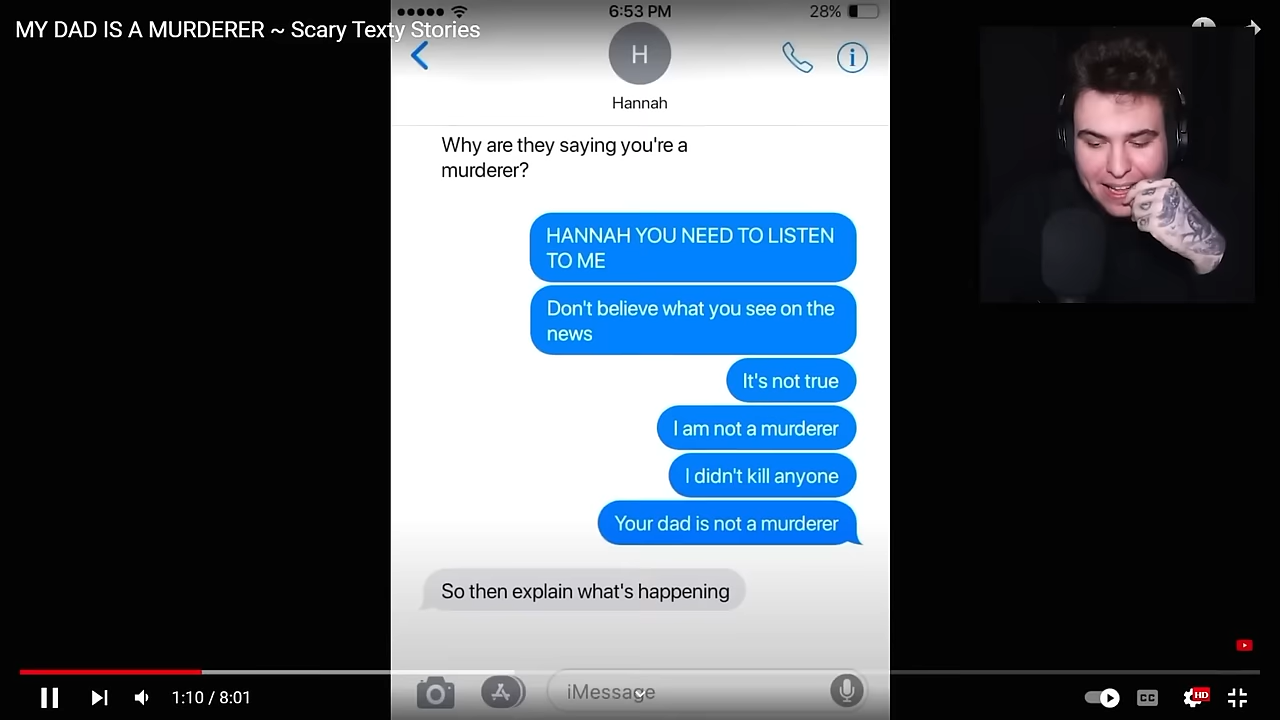 6:53 PM
28%
MY DAD IS A MURDERER ~ Scary Texty Stories
H
Hannah
Why are they saying you're a
murderer?
HANNAH YOU NEED TO LISTEN
TO ME
Don't believe what you see on the
news
It's not true
I am not a murderer
I didn't kill anyone
Your dad is not a murderer
So then explain what's happening
iMessage
1:10 / 8:01
CC
HD